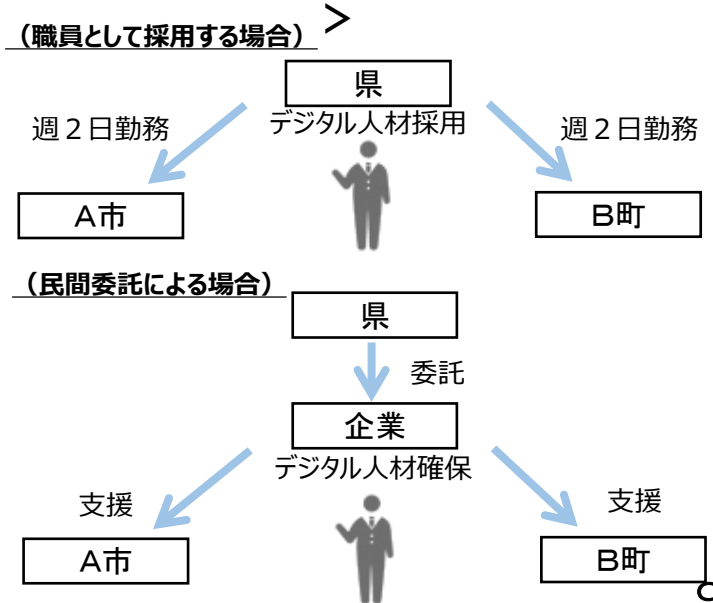 ＞
（職員として採用する場合）
県
デジタル人材採用
週２日勤務
週２日勤務
A市
B町
（民間委託による場合）
県
委託
企業
デジタル人材確保
支援
支援
A市
B町